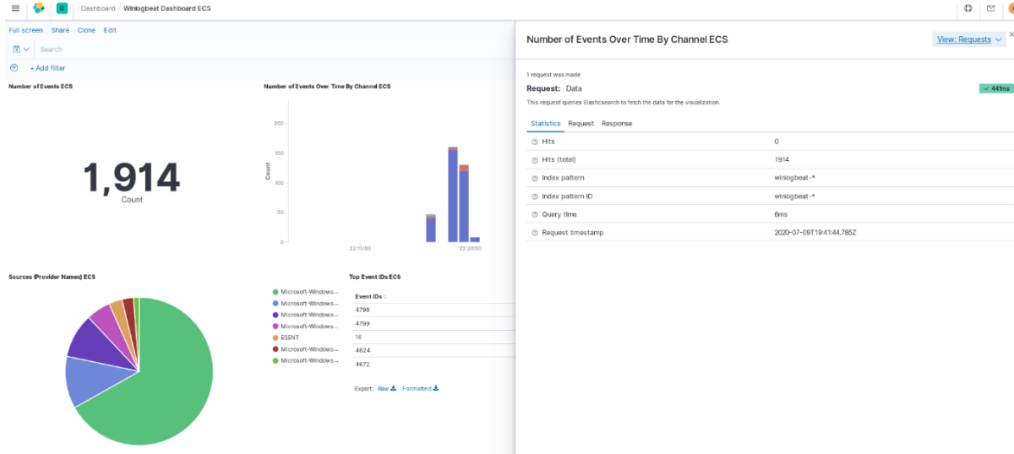 D
Dashboard / Winlogbeat Dashboard ECS
Full screen Share Clone Edit
Search
+ Add filter
Number of Events ECS
1,914
Count
Number of Events Over Time By Channel ECS
Count
200
150
100
50
0
Sources (Provider Names) ECS
Microsoft-Windows...
Microsoft-Windows...
Microsoft-Windows...
Microsoft-Windows...
ESENT
Microsoft-Windows...
Microsoft-Windows...
Top Event IDs ECS
Event IDs
4798
4799
16
4624
4672
Export: Raw Formatted
Number of Events Over Time By Channel ECS
View: Requests
1 request was made
Request: Data
441ms
This request queries Elasticsearch to fetch the data for the visualization.
Statistics Request Response
Hits 0
Hits (total) 1914
Index pattern winlogbeat-*
Index pattern ID winlogbeat-*
Query time 6ms
Request timestamp 2020-07-09T19:41:44.785Z